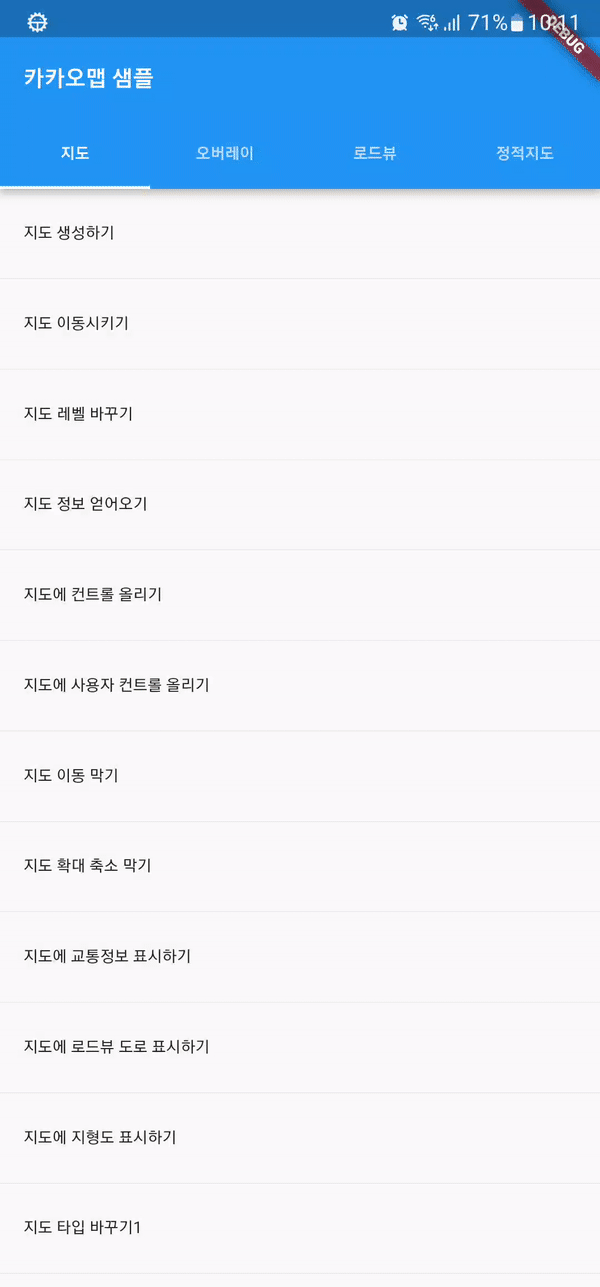 71% 10:11
DEBUG
카카오맵 샘플
지도 오버레이 로드뷰 정적지도
지도 생성하기
지도 이동시키기
지도 레벨 바꾸기
지도 정보 얻어오기
지도에 컨트롤 올리기
지도에 사용자 컨트롤 올리기
지도 이동 막기
지도 확대 축소 막기
지도에 교통정보 표시하기
지도에 로드뷰 도로 표시하기
지도에 지형도 표시하기
지도 타입 바꾸기1